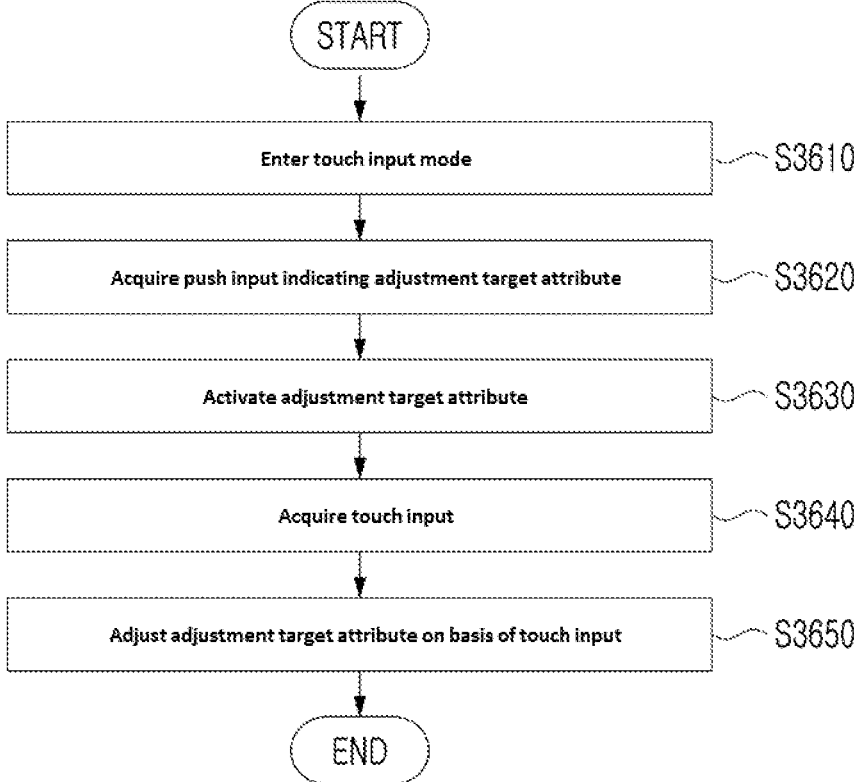 START
Enter touch input mode
S3610
Acquire push input indicating adjustment target attribute
S3620
Activate adjustment target attribute
S3630
Acquire touch input
S3640
Adjust adjustment target attribute on basis of touch input
S3650
END